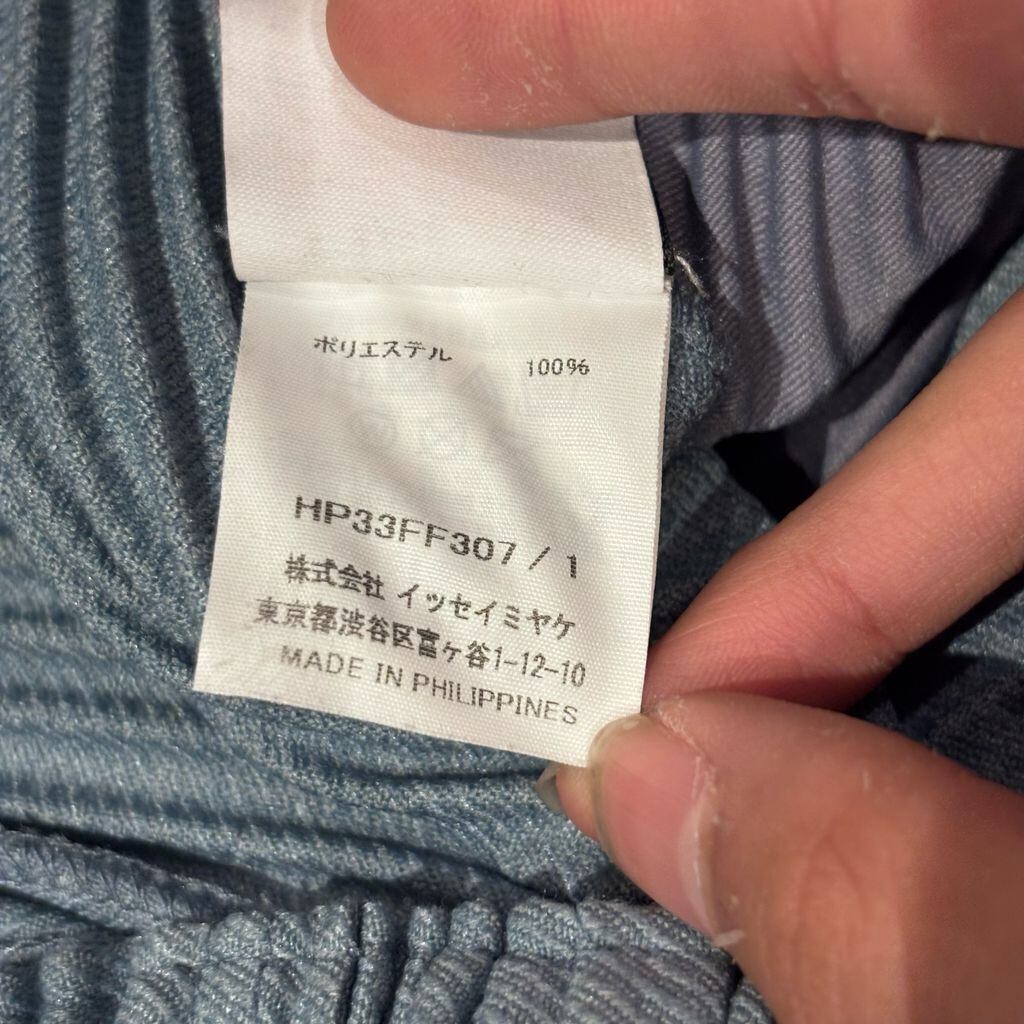 ポリエステル 100%
HP33FF307 / 1
株式会社 イッセイミヤケ
東京都渋谷区富ヶ谷1-12-10
MADE IN PHILIPPINES